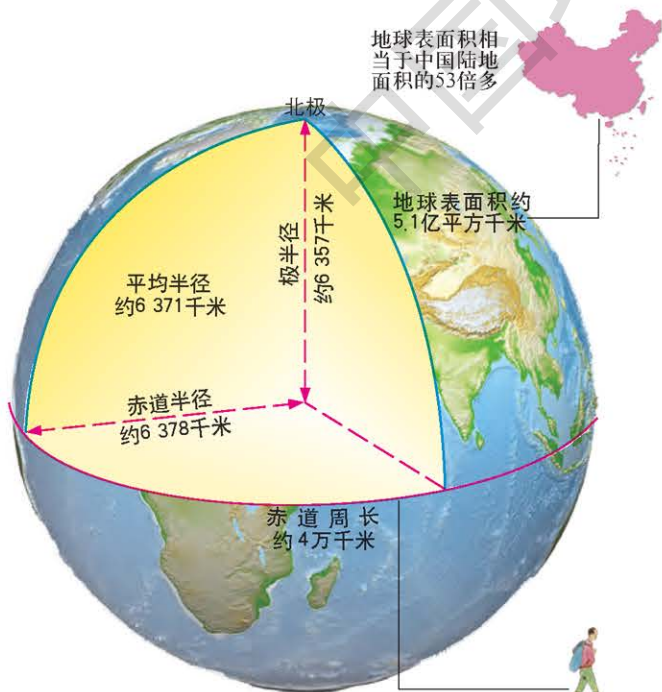 地球表面积相
当于中国陆地
面积的53倍多
北极
地球表面积约
5.1亿平方千米
极半径
约6 357千米
平均半径
约6 371千米
赤道半径
约6 378千米
赤道周长
约4万千米